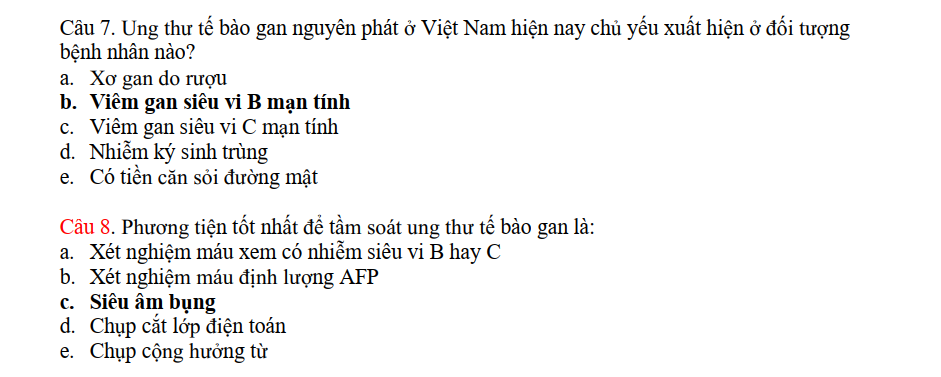 Câu 7. Ung thư tế bào gan nguyên phát ở Việt Nam hiện nay chủ yếu xuất hiện ở đối tượng
bệnh nhân nào?
a. Xơ gan do rượu
b. Viêm gan siêu vi B mạn tính
c. Viêm gan siêu vi C mạn tính
d. Nhiễm ký sinh trùng
e. Có tiền căn sỏi đường mật
Câu 8. Phương tiện tốt nhất để tầm soát ung thư tế bào gan là:
a. Xét nghiệm máu xem có nhiễm siêu vi B hay C
b. Xét nghiệm máu định lượng AFP
c. Siêu âm bụng
d. Chụp cắt lớp điện toán
e. Chụp cộng hưởng từ